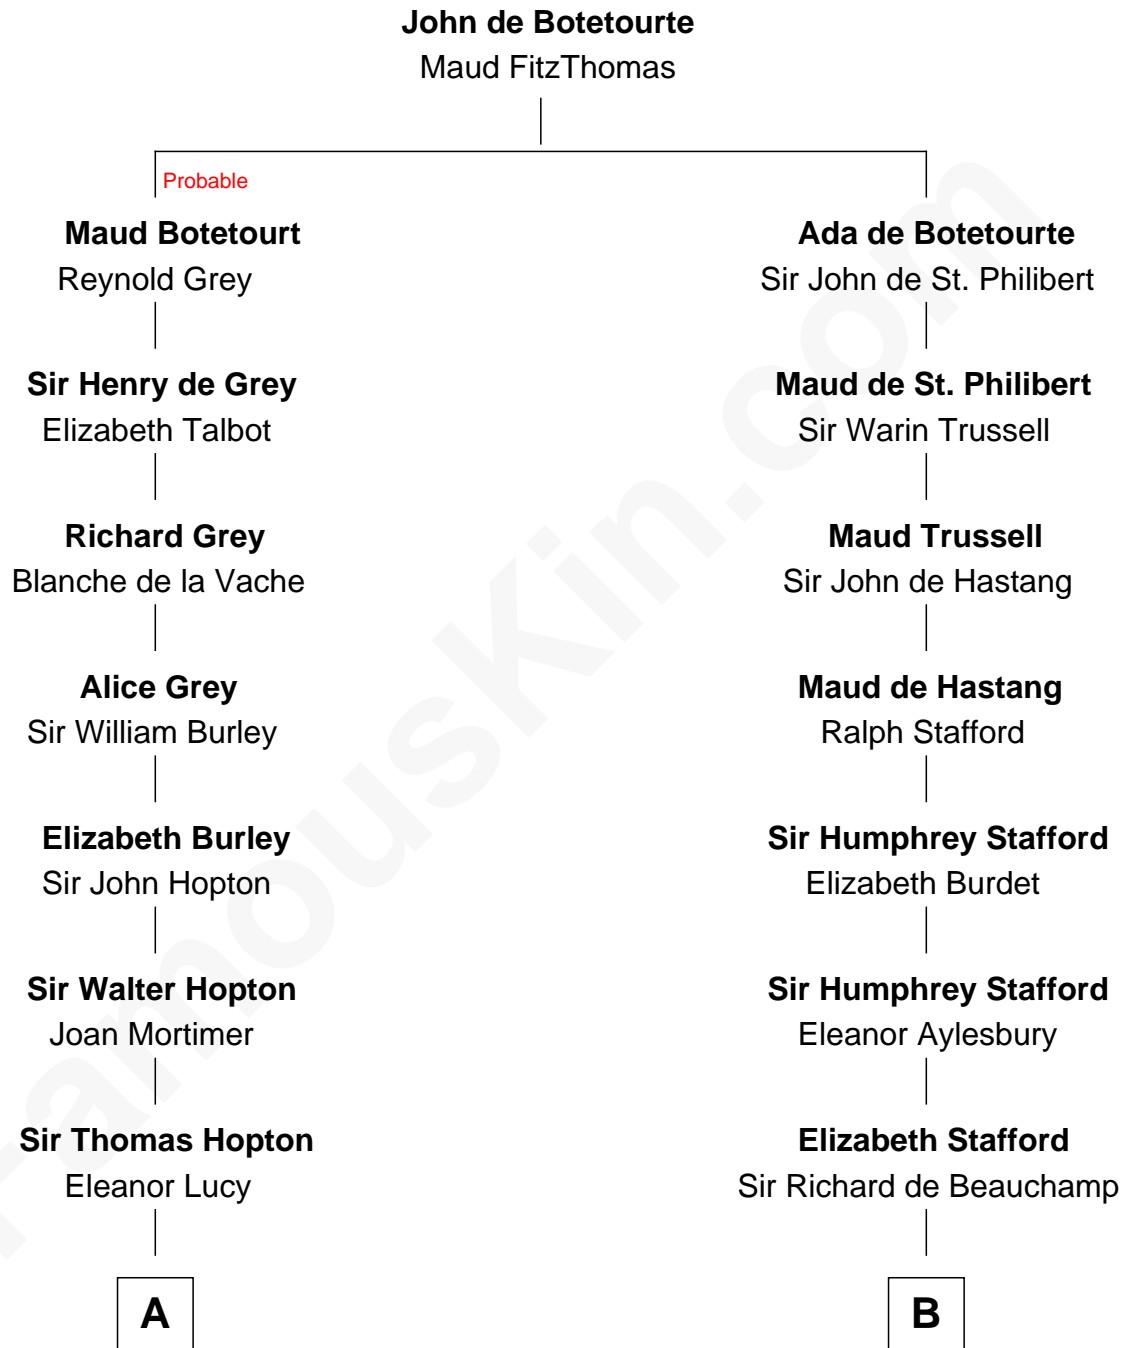 John de Botetourte
Maud FitzThomas
Probable
Maud Botetourt
Reynold Grey
Sir Henry de Grey
Elizabeth Talbot
Richard Grey
Blanche de la Vache
Alice Grey
Sir William Burley
Elizabeth Burley
Sir John Hopton
Sir Walter Hopton
Joan Mortimer
Sir Thomas Hopton
Eleanor Lucy
A
Ada de Botetourte
Sir John de St. Philibert
Maud de St. Philibert
Sir Warin Trussell
Maud Trussell
Sir John de Hastang
Maud de Hastang
Ralph Stafford
Sir Humphrey Stafford
Elizabeth Burdet
Sir Humphrey Stafford
Eleanor Aylesbury
Elizabeth Stafford
Sir Richard de Beauchamp
B
FamousKin.com